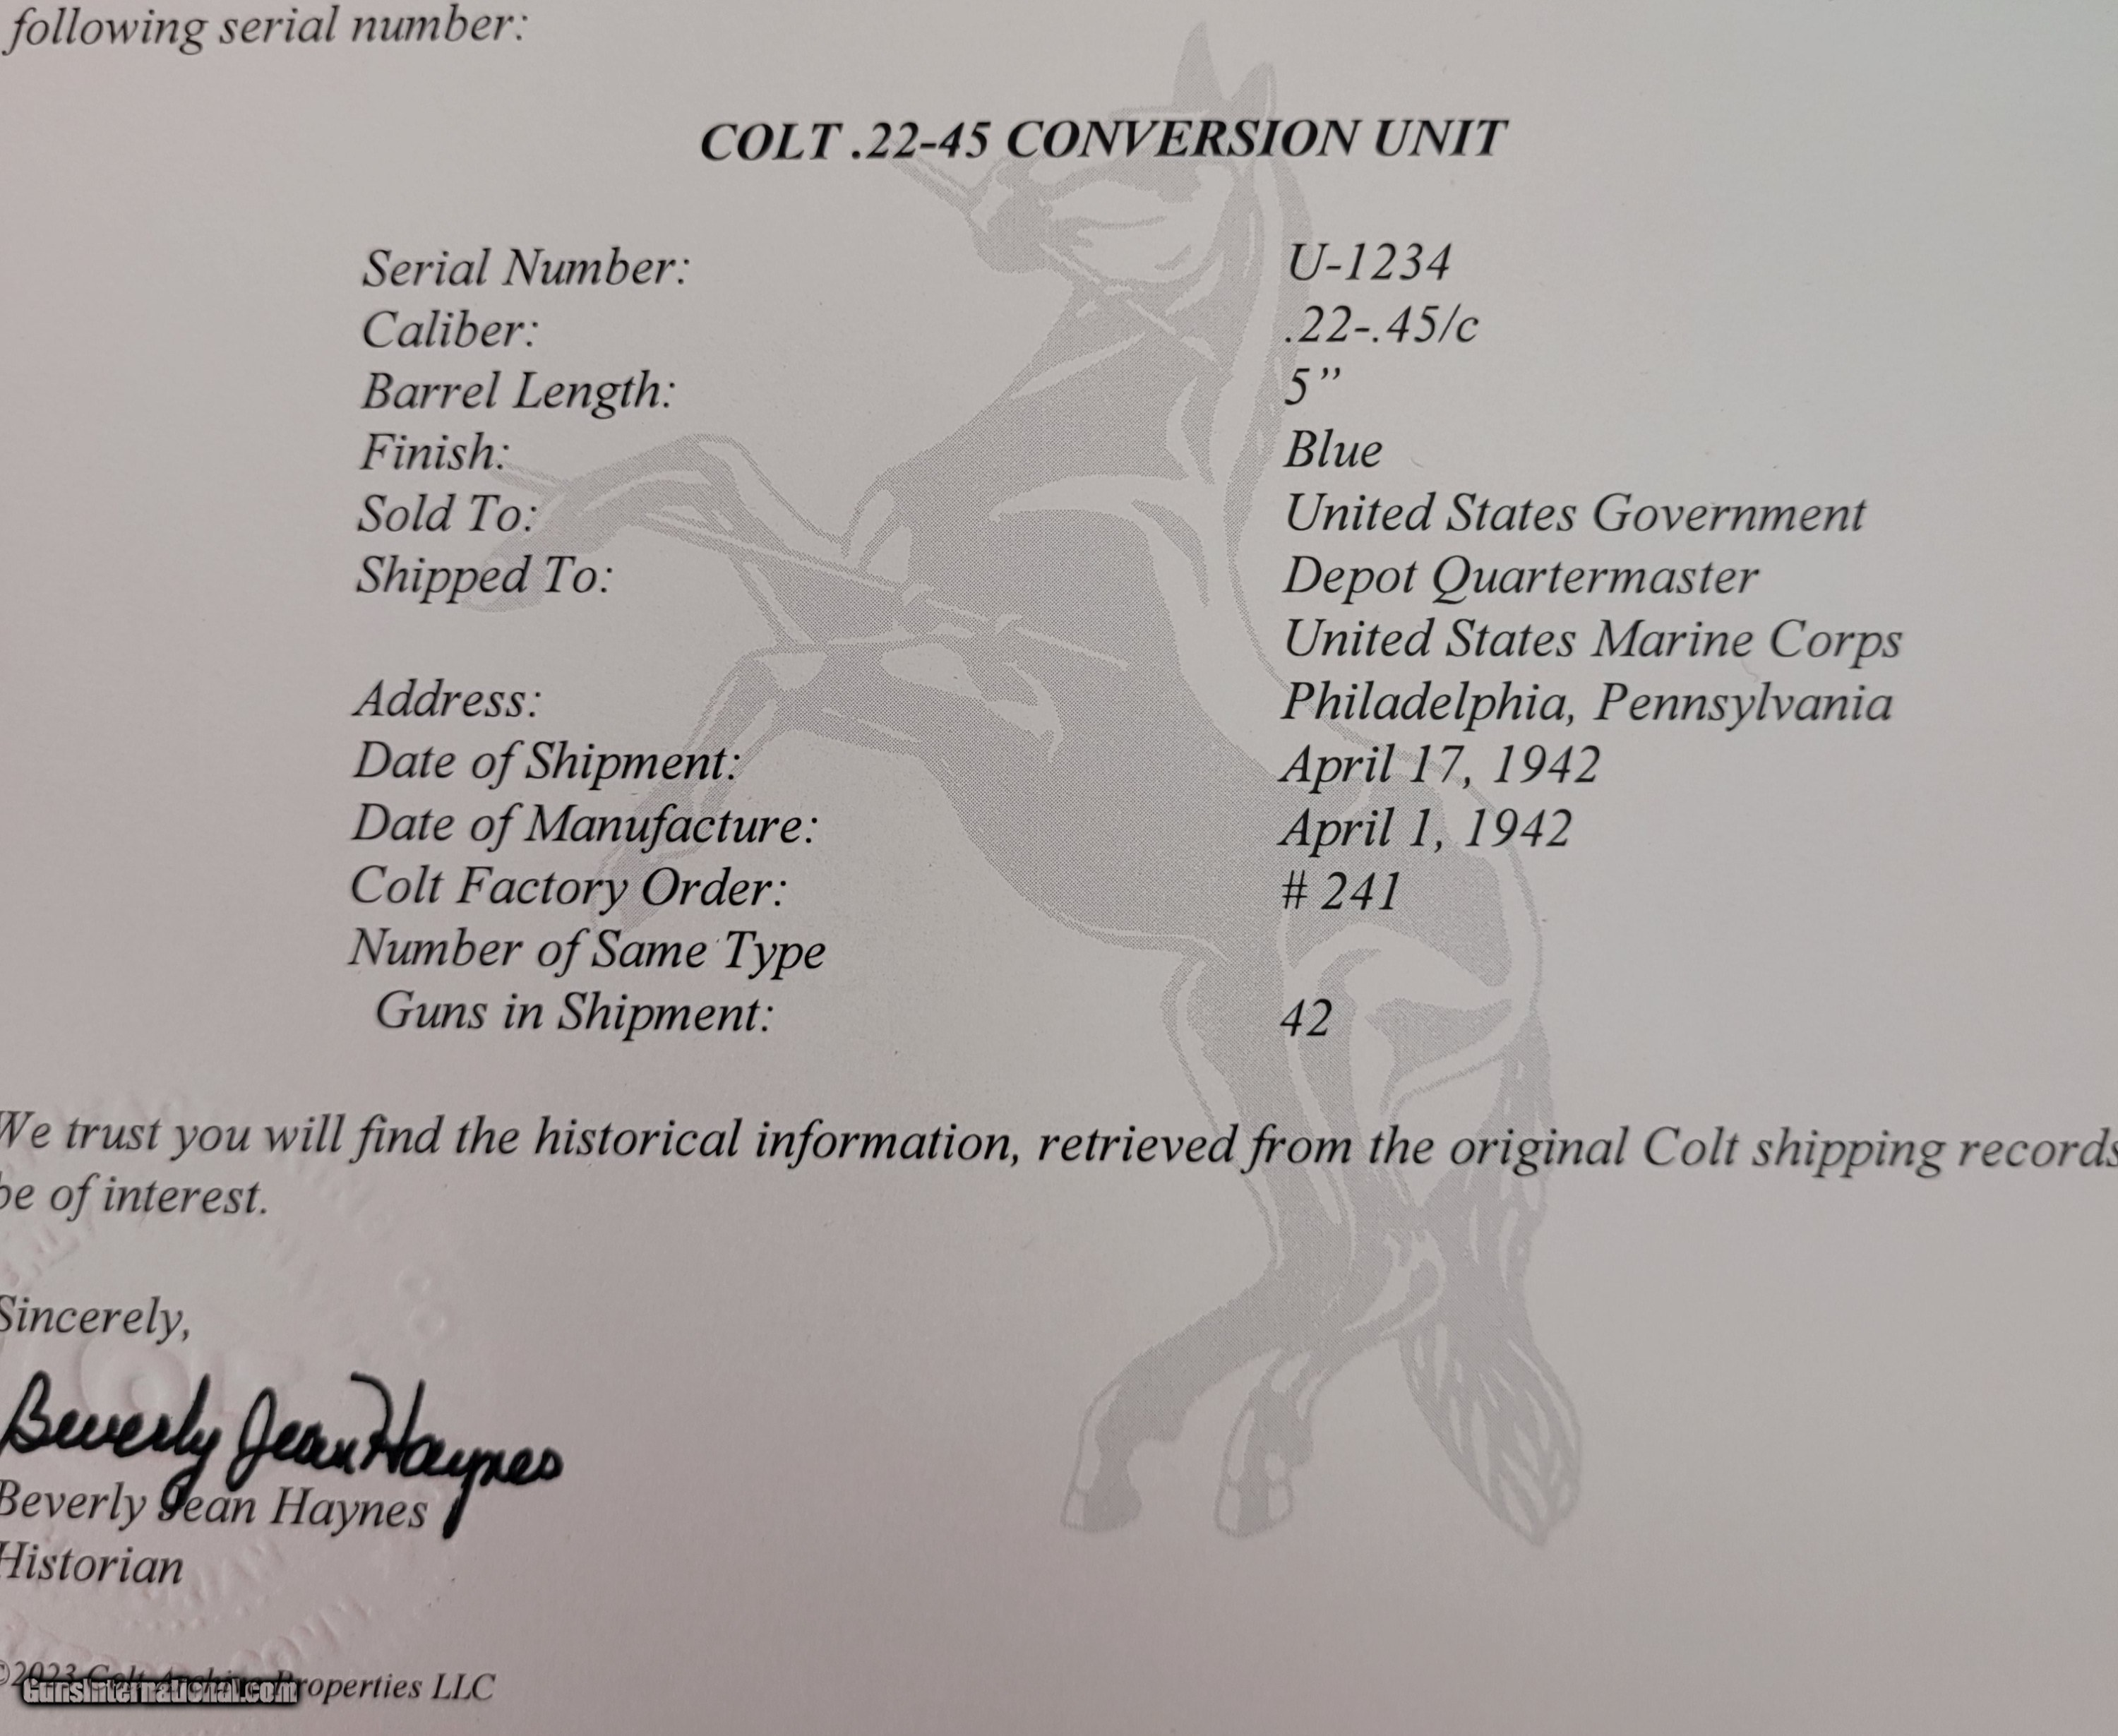 following serial number:
COLT .22-45 CONVERSION UNIT
Serial Number: U-1234
Caliber: .22-.45/c
Barrel Length: 5”
Finish: Blue
Sold To: United States Government
Shipped To: Depot Quartermaster
United States Marine Corps
Address: Philadelphia, Pennsylvania
Date of Shipment: April 17, 1942
Date of Manufacture: April 1, 1942
Colt Factory Order: # 241
Number of Same Type
Guns in Shipment: 42
We trust you will find the historical information, retrieved from the original Colt shipping records
be of interest.
Sincerely,
Beverly Jean Haynes
Beverly Jean Haynes
Historian
©2023 Colt Archive Properties LLC
GunsInternational.com